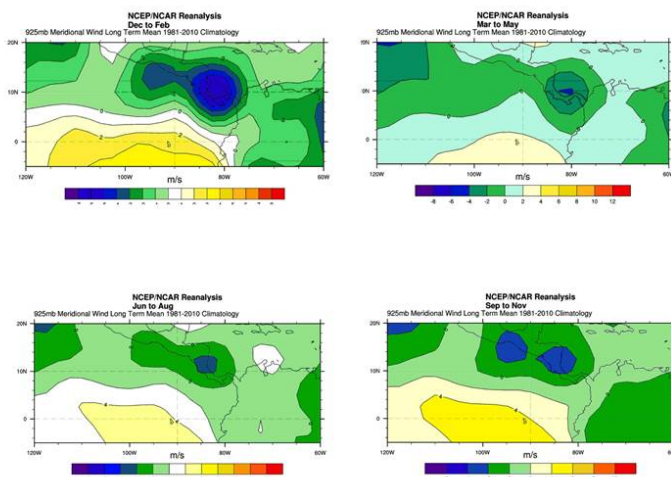 NCEP/NCAR Reanalysis
Dec to Feb
925mb Meridional Wind Long Term Mean 1981-2010 Climatology
20N
10N
0
120W 100W 80W 60W
m/s
NCEP/NCAR Reanalysis
Mar to May
925mb Meridional Wind Long Term Mean 1981-2010 Climatology
20N
10N
0
120W 100W 80W 60W
m/s
-8 -6 -4 -2 0 2 4 6 8 10 12
NCEP/NCAR Reanalysis
Jun to Aug
925mb Meridional Wind Long Term Mean 1981-2010 Climatology
20N
10N
0
4
4
120W 100W 80W 60W
m/s
NCEP/NCAR Reanalysis
Sep to Nov
925mb Meridional Wind Long Term Mean 1981-2010 Climatology
20N
10N
0
4
120W 100W 80W 60W
m/s